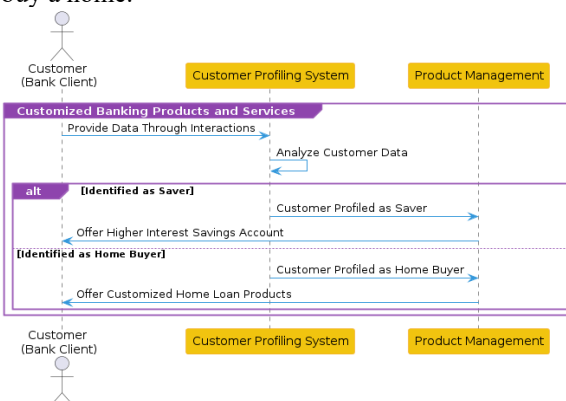 buy a home.
Customer
(Bank Client)
Customer Profiling System
Product Management
Customized Banking Products and Services
Provide Data Through Interactions
Analyze Customer Data
alt
[Identified as Saver]
Customer Profiled as Saver
Offer Higher Interest Savings Account
[Identified as Home Buyer]
Customer Profiled as Home Buyer
Offer Customized Home Loan Products
Customer
(Bank Client)
Customer Profiling System
Product Management